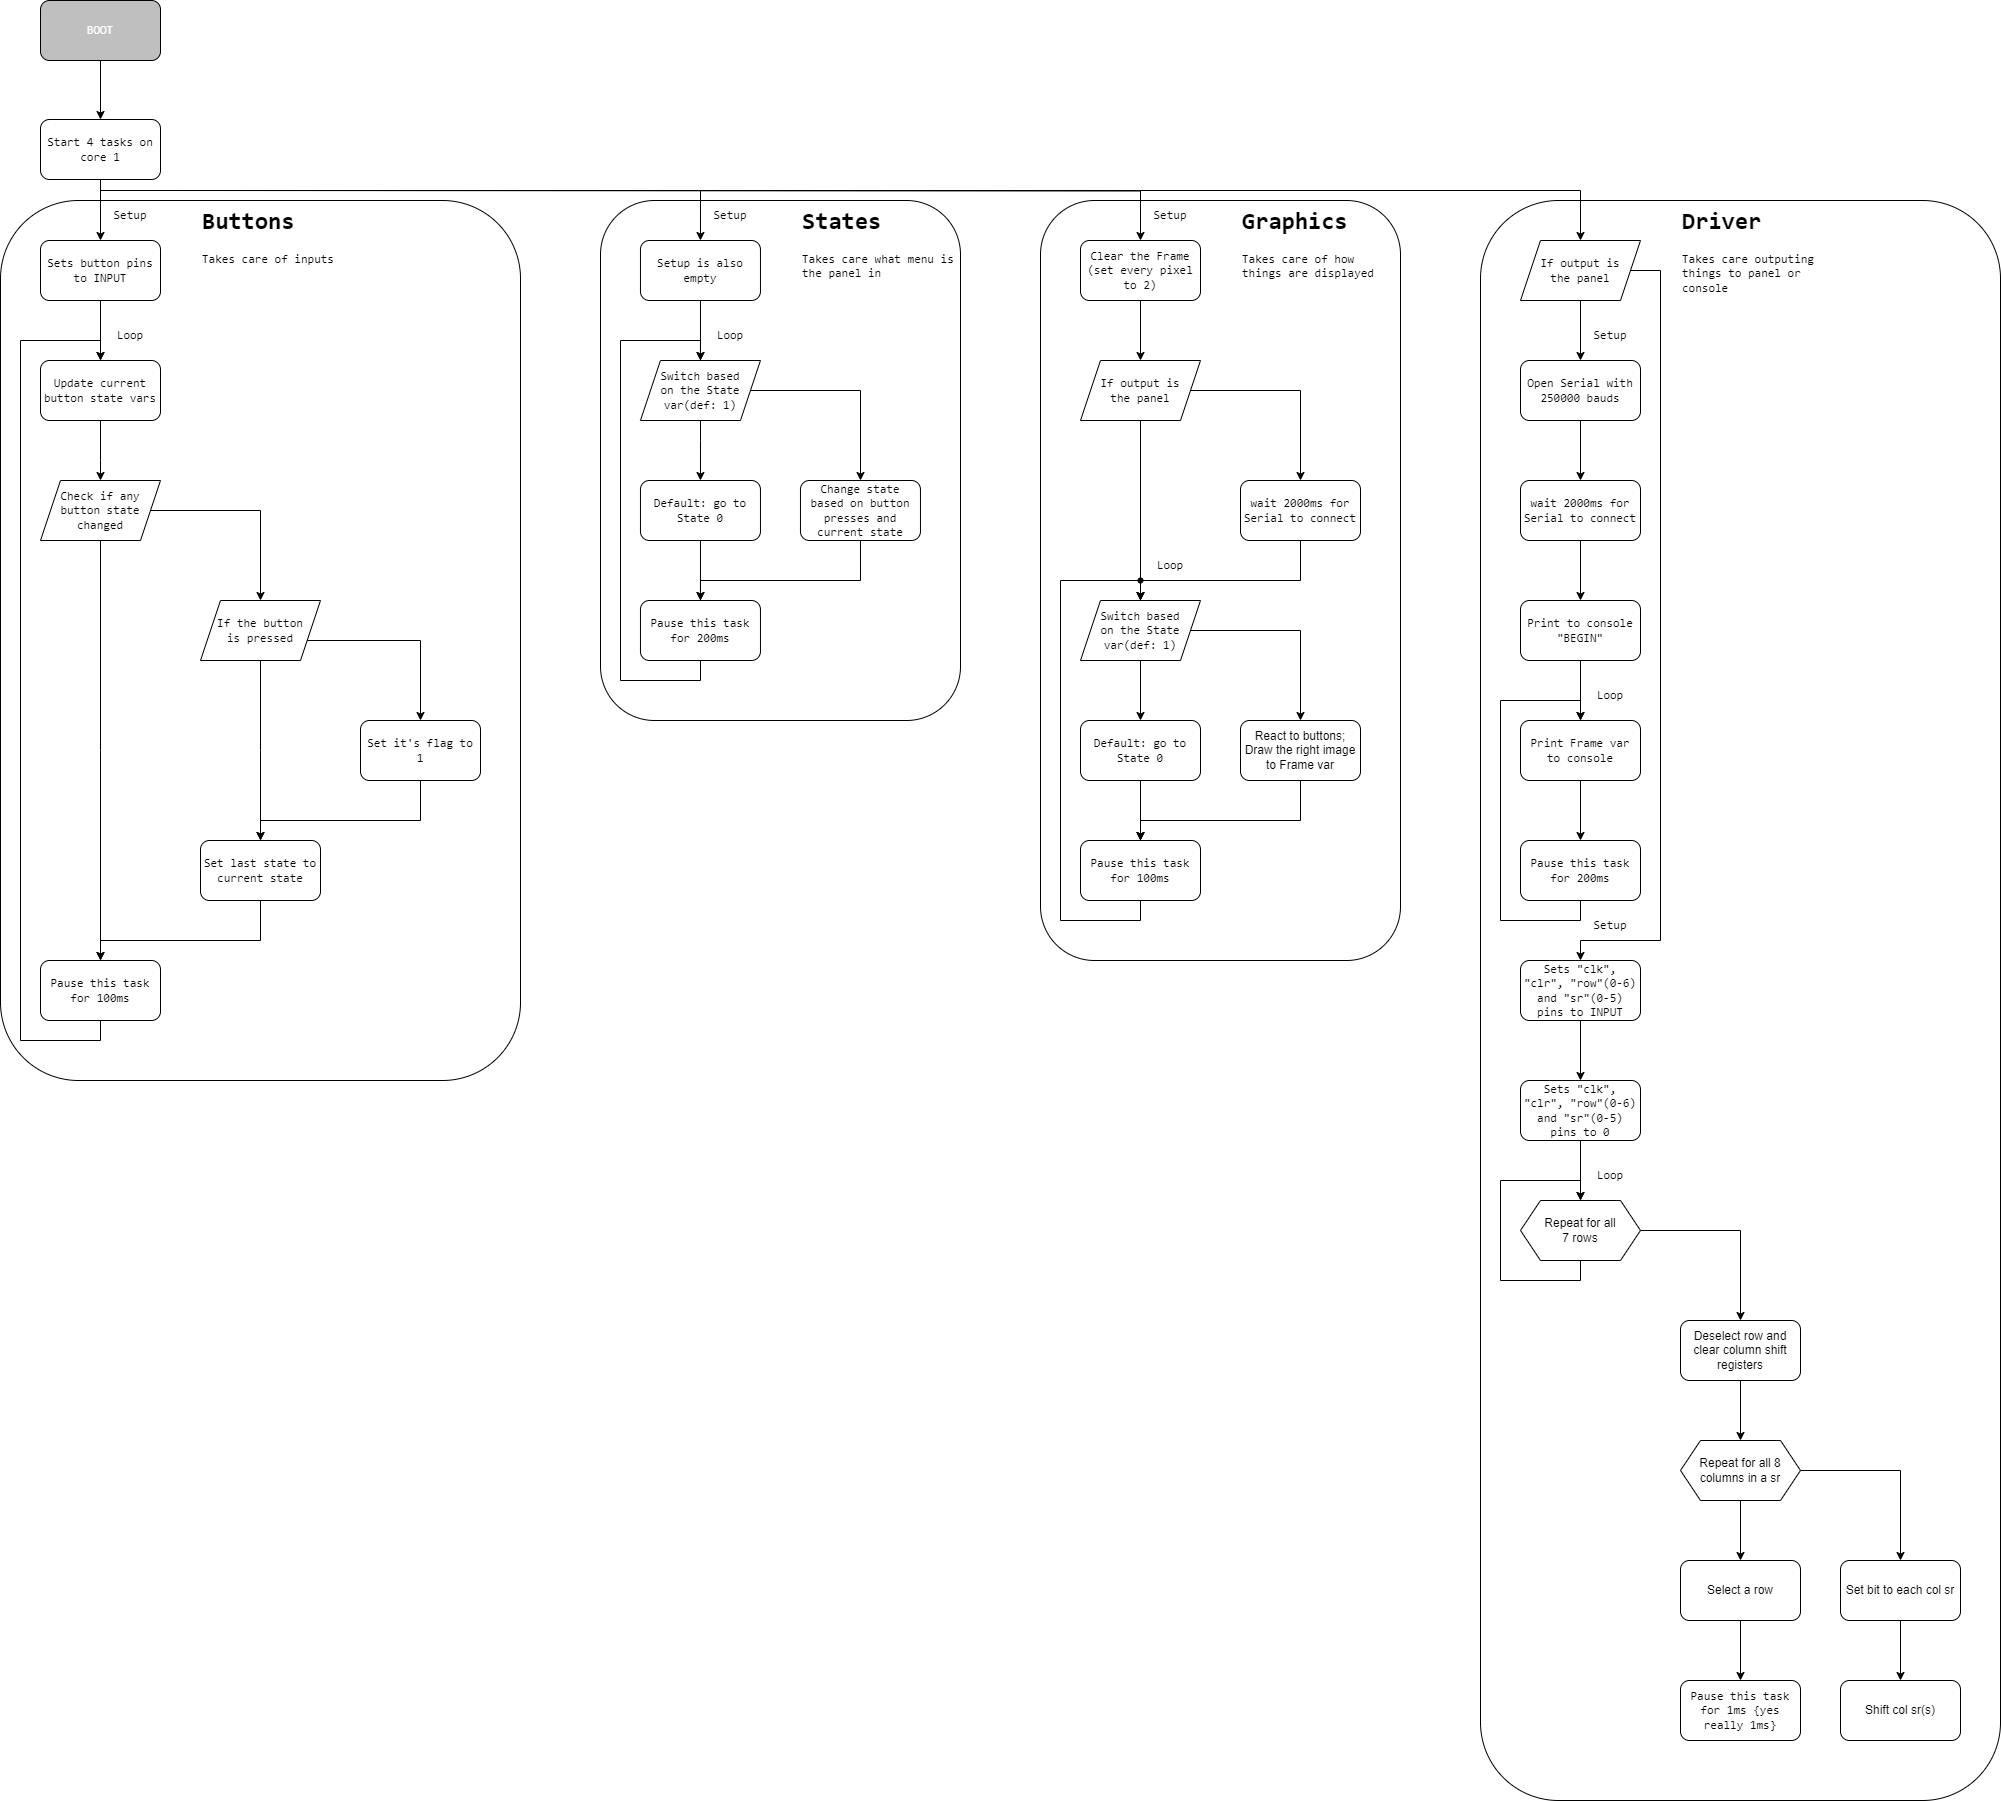 BOOT
Start 4 tasks on
core 1
Setup
Buttons
Takes care of inputs
Sets button pins
to INPUT
Loop
Update current
button state vars
Check if any
button state
changed
If the button
is pressed
Set it's flag to
1
Set last state to
current state
Pause this task
for 100ms
Setup
States
Takes care what menu is
the panel in
Setup is also
empty
Loop
Switch based
on the State
var(def: 1)
Default: go to
State 0
Change state
based on button
presses and
current state
Pause this task
for 200ms
Setup
Graphics
Takes care of how
things are displayed
Clear the Frame
(set every pixel
to 2)
If output is
the panel
wait 2000ms for
Serial to connect
Loop
Switch based
on the State
var(def: 1)
Default: go to
State 0
React to buttons;
Draw the right image
to Frame var
Pause this task
for 100ms
Driver
Takes care outputing
things to panel or
console
If output is
the panel
Setup
Open Serial with
250000 bauds
wait 2000ms for
Serial to connect
Print to console
"BEGIN"
Loop
Print Frame var
to console
Pause this task
for 200ms
Setup
Sets "clk",
"clr", "row"(0-6)
and "sr"(0-5)
pins to INPUT
Sets "clk",
"clr", "row"(0-6)
and "sr"(0-5)
pins to 0
Loop
Repeat for all
7 rows
Deselect row and
clear column shift
registers
Repeat for all 8
columns in a sr
Select a row
Set bit to each col sr
Pause this task
for 1ms {yes
really 1ms}
Shift col sr(s)